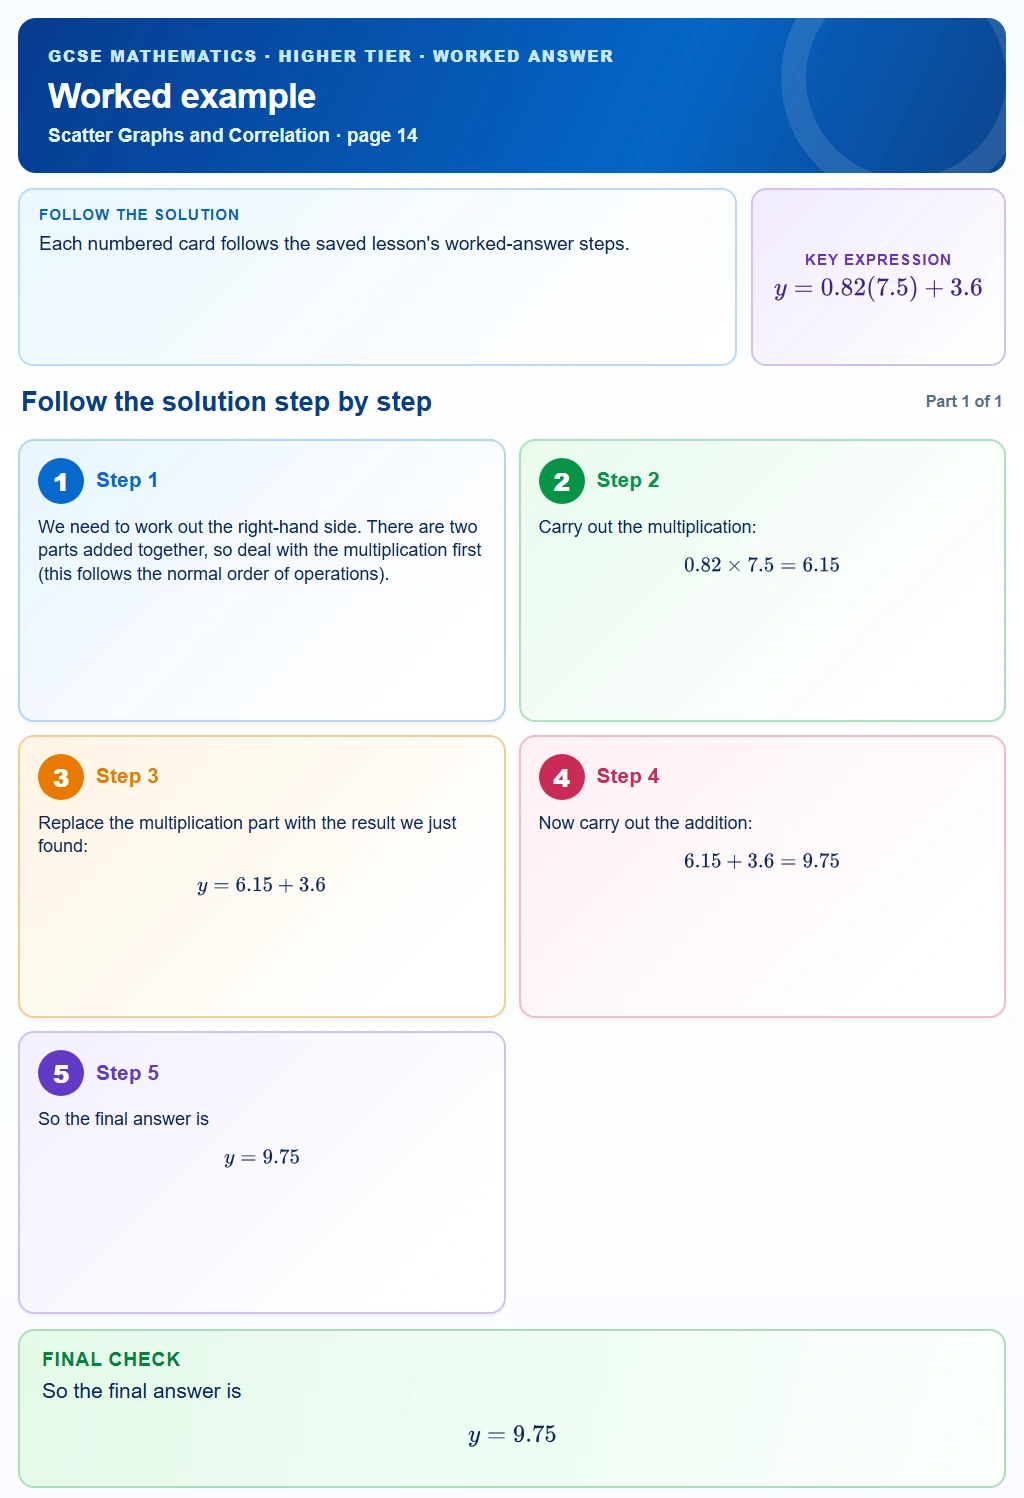 GCSE MATHEMATICS · HIGHER TIER · WORKED ANSWER
Worked example
Scatter Graphs and Correlation · page 14
FOLLOW THE SOLUTION
Each numbered card follows the saved lesson's worked-answer steps.
KEY EXPRESSION
y = 0.82(7.5) + 3.6
Follow the solution step by step
Part 1 of 1
1 Step 1
We need to work out the right-hand side. There are two
parts added together, so deal with the multiplication first
(this follows the normal order of operations).
2 Step 2
Carry out the multiplication:
0.82 × 7.5 = 6.15
3 Step 3
Replace the multiplication part with the result we just
found:
y = 6.15 + 3.6
4 Step 4
Now carry out the addition:
6.15 + 3.6 = 9.75
5 Step 5
So the final answer is
y = 9.75
FINAL CHECK
So the final answer is
y = 9.75